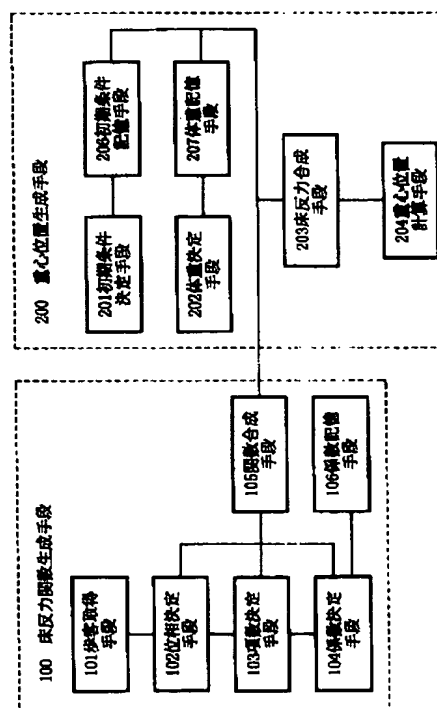 100 床反力関数生成手段
101歩容取得
手段
102位相決定
手段
103項数決定
手段
104係数決定
手段
105関数合成
手段
106係数記憶
手段
200 重心位置生成手段
201初期条件
決定手段
206初期条件
記憶手段
202体重決定
手段
207体重記憶
手段
203床反力合成
手段
204重心位置
計算手段